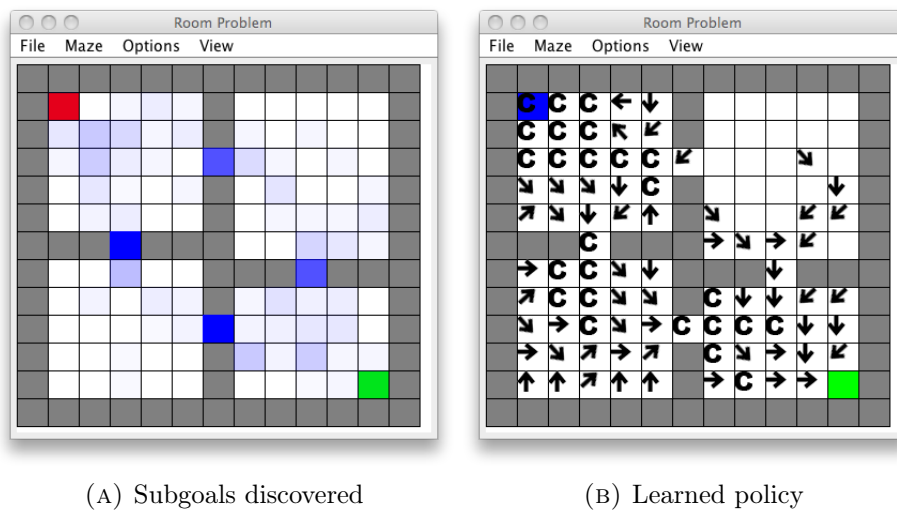 Room Problem
File Maze Options View
Room Problem
File Maze Options View
C C C
C C C
C C C C C
C
C
C C
C C C
C C C C C
C
C
(A) Subgoals discovered
(B) Learned policy